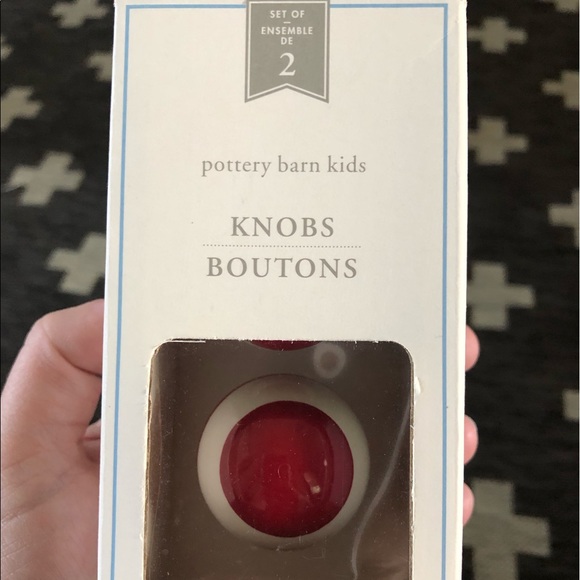 SET OF
ENSEMBLE
DE
2
pottery barn kids
KNOBS
BOUTONS